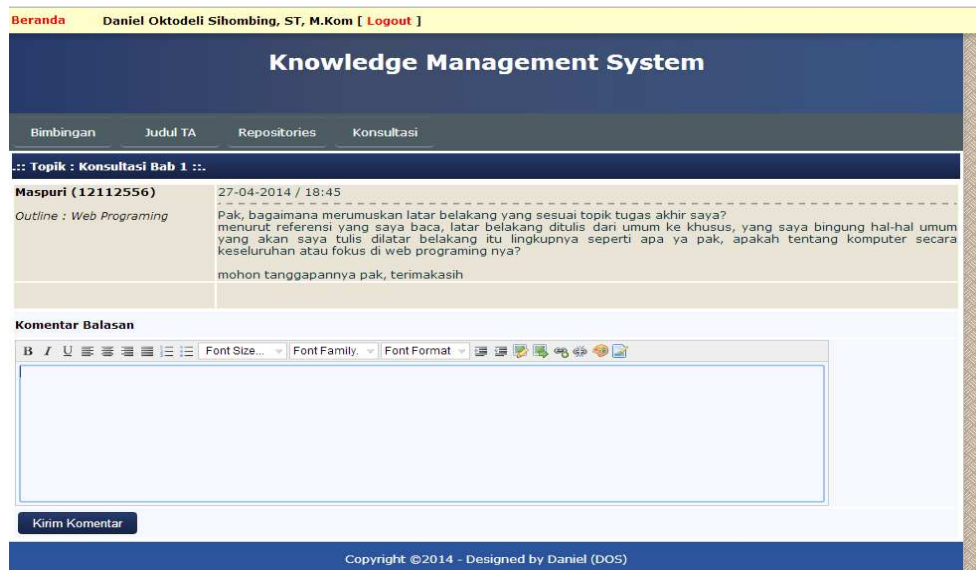 Beranda Daniel Oktodeli Sihombing, ST, M.Kom [ Logout ]
Knowledge Management System
Bimbingan Judul TA Repositories Konsultasi
.:: Topik : Konsultasi Bab 1 ::.
Maspuri (12112556) 27-04-2014 / 18:45
Outline : Web Programing
Pak, bagaimana merumuskan latar belakang yang sesuai topik tugas akhir saya?
menurut referensi yang saya baca, latar belakang ditulis dari umum ke khusus, yang saya bingung hal-hal umum
yang akan saya tulis dilatar belakang itu lingkupnya seperti apa ya pak, apakah tentang komputer secara
keseluruhan atau fokus di web programing nya?
mohon tanggapannya pak, terimakasih
Komentar Balasan
B I U Font Size... Font Family. Font Format
Kirim Komentar
Copyright ©2014 - Designed by Daniel (DOS)